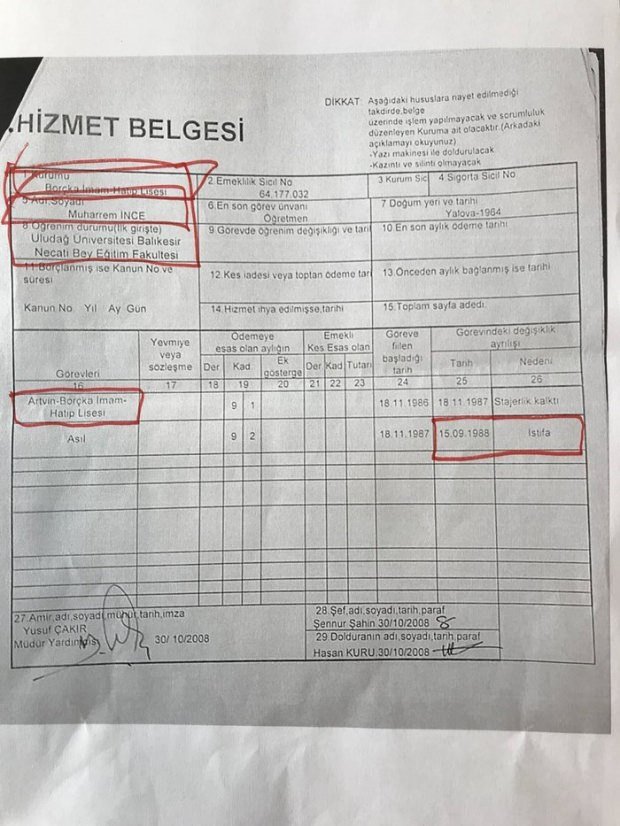 HİZMET BELGESİ
DİKKAT: Aşağıdaki hususlara riayet edilmediği
takdirde,belge
üzerinde işlem yapılmayacak ve sorumluluk
düzenleyen Kuruma ait olacaktır.(Arkadaki
açıklamayı okuyunuz)
-Yazı makinesi ile doldurulacak
-Kazıntı ve silinti olmayacak
1.Kurumu
Borçka İmam-Hatip Lisesi
2.Emeklilik Sicil No
64.177.032
3 Kurum Sic
4.Sigorta Sicil No
5.Adı,Soyadı
Muharrem İNCE
6.En son görev ünvanı
Öğretmen
7 Doğum yeri ve tarihi
Yalova-1964
8.Öğrenim durumu(İlk girişte)
Uludağ Üniversitesi Balıkesir
Necati Bey Eğitim Fakültesi
9.Görevde öğrenim değişikliği ve tari
10.En son aylık ödeme tarihi
11.Borçlanmış ise Kanun No ve
süresi
12.Kes iadesi veya toptan ödeme tari
13.Önceden aylık bağlanmış ise tarihi
Kanun No Yıl Ay Gün
14.Hizmet ihya edilmişse,tarihi
15.Toplam sayfa adedi.
Görevleri
Yevmiye
veya
sözleşme
Ödemeye
esas olan aylığın
Der Kad. Ek
gösterge
Emekli
Kes Esas olan
Der Kad Tutarı
Göreve
fiilen
başladığı
tarih
Görevindeki değişiklik
ayrılışı
Tarih Nedeni
16 17 18 19 20 21 22 23 24 25 26
Artvin-Borçka İmam-
Hatip Lisesi
9 1 18.11.1986 18.11.1987 Stajerlik kalktı
Asıl 9 2 18.11.1987 15.09.1988 İstifa
27.Amir,adı,soyadı,mühür,tarih,imza
Yusuf ÇAKIR
Müdür Yardımcısı 30/10/2008
28.Şef,adı,soyadı,tarih,paraf
Şennur Şahin 30/10/2008
29 Dolduranın adı,soyadı,tarih,paraf
Hasan KURU.30/10/2008